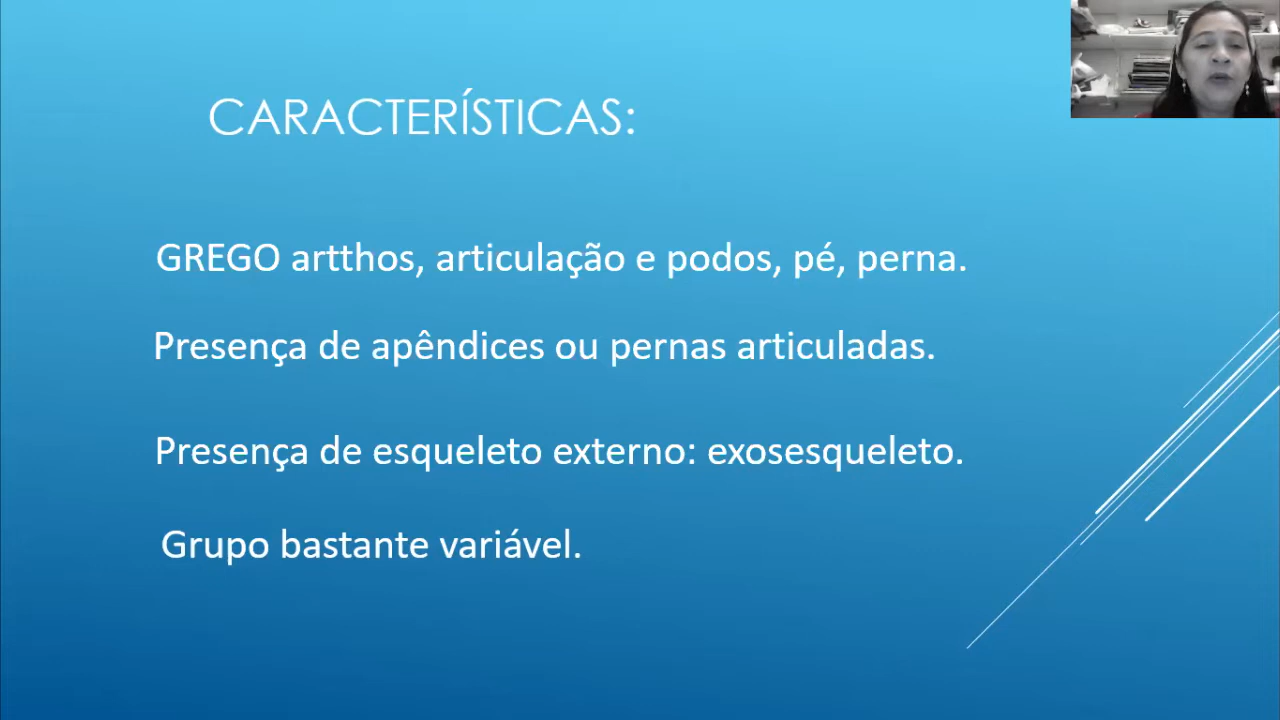 CARACTERÍSTICAS:
GREGO artthos, articulação e podos, pé, perna.
Presença de apêndices ou pernas articuladas.
Presença de esqueleto externo: exosesqueleto.
Grupo bastante variável.